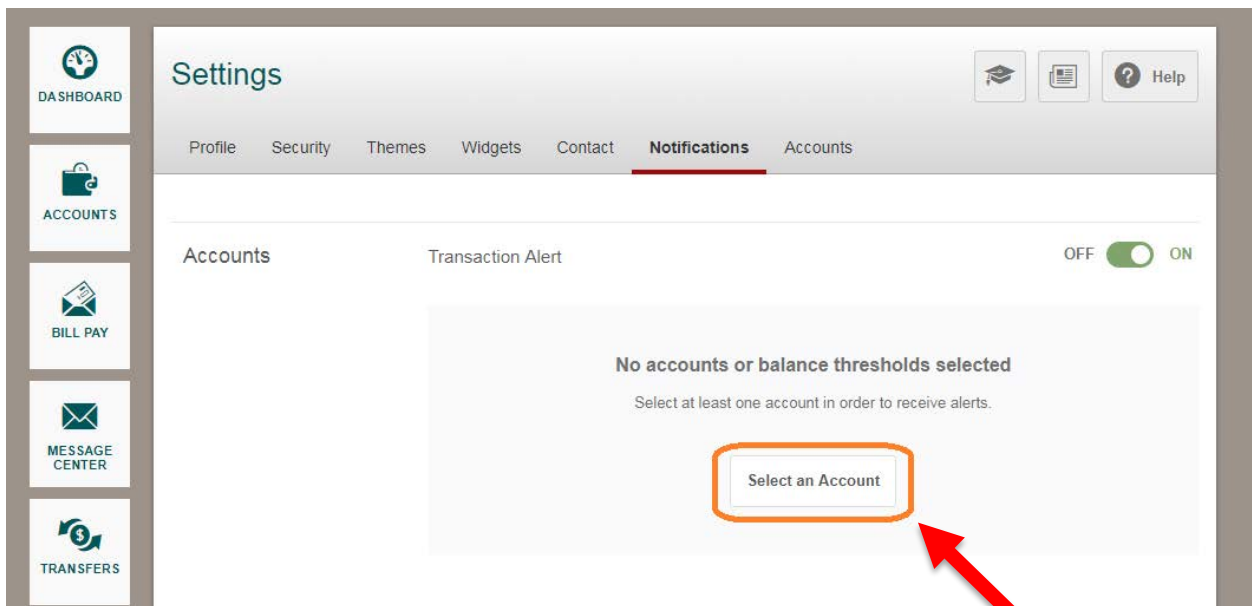 DASHBOARD
ACCOUNTS
BILL PAY
MESSAGE
CENTER
TRANSFERS
Settings
Help
Profile Security Themes Widgets Contact Notifications Accounts
Accounts Transaction Alert OFF ON
No accounts or balance thresholds selected
Select at least one account in order to receive alerts.
Select an Account